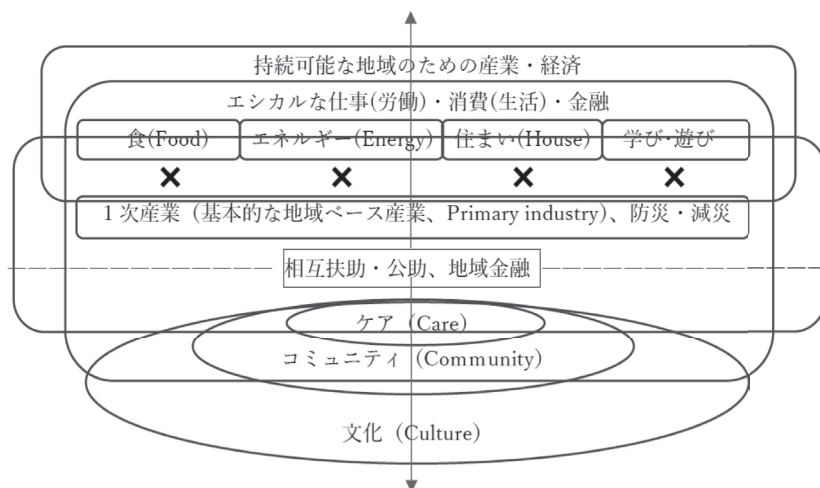 持続可能な地域のための産業・経済
エシカルな仕事(労働)・消費(生活)・金融
食(Food) エネルギー(Energy) 住まい(House) 学び・遊び
1次産業（基本的な地域ベース産業、Primary industry）、防災・減災
相互扶助・公助、地域金融
ケア（Care）
コミュニティ（Community）
文化（Culture）